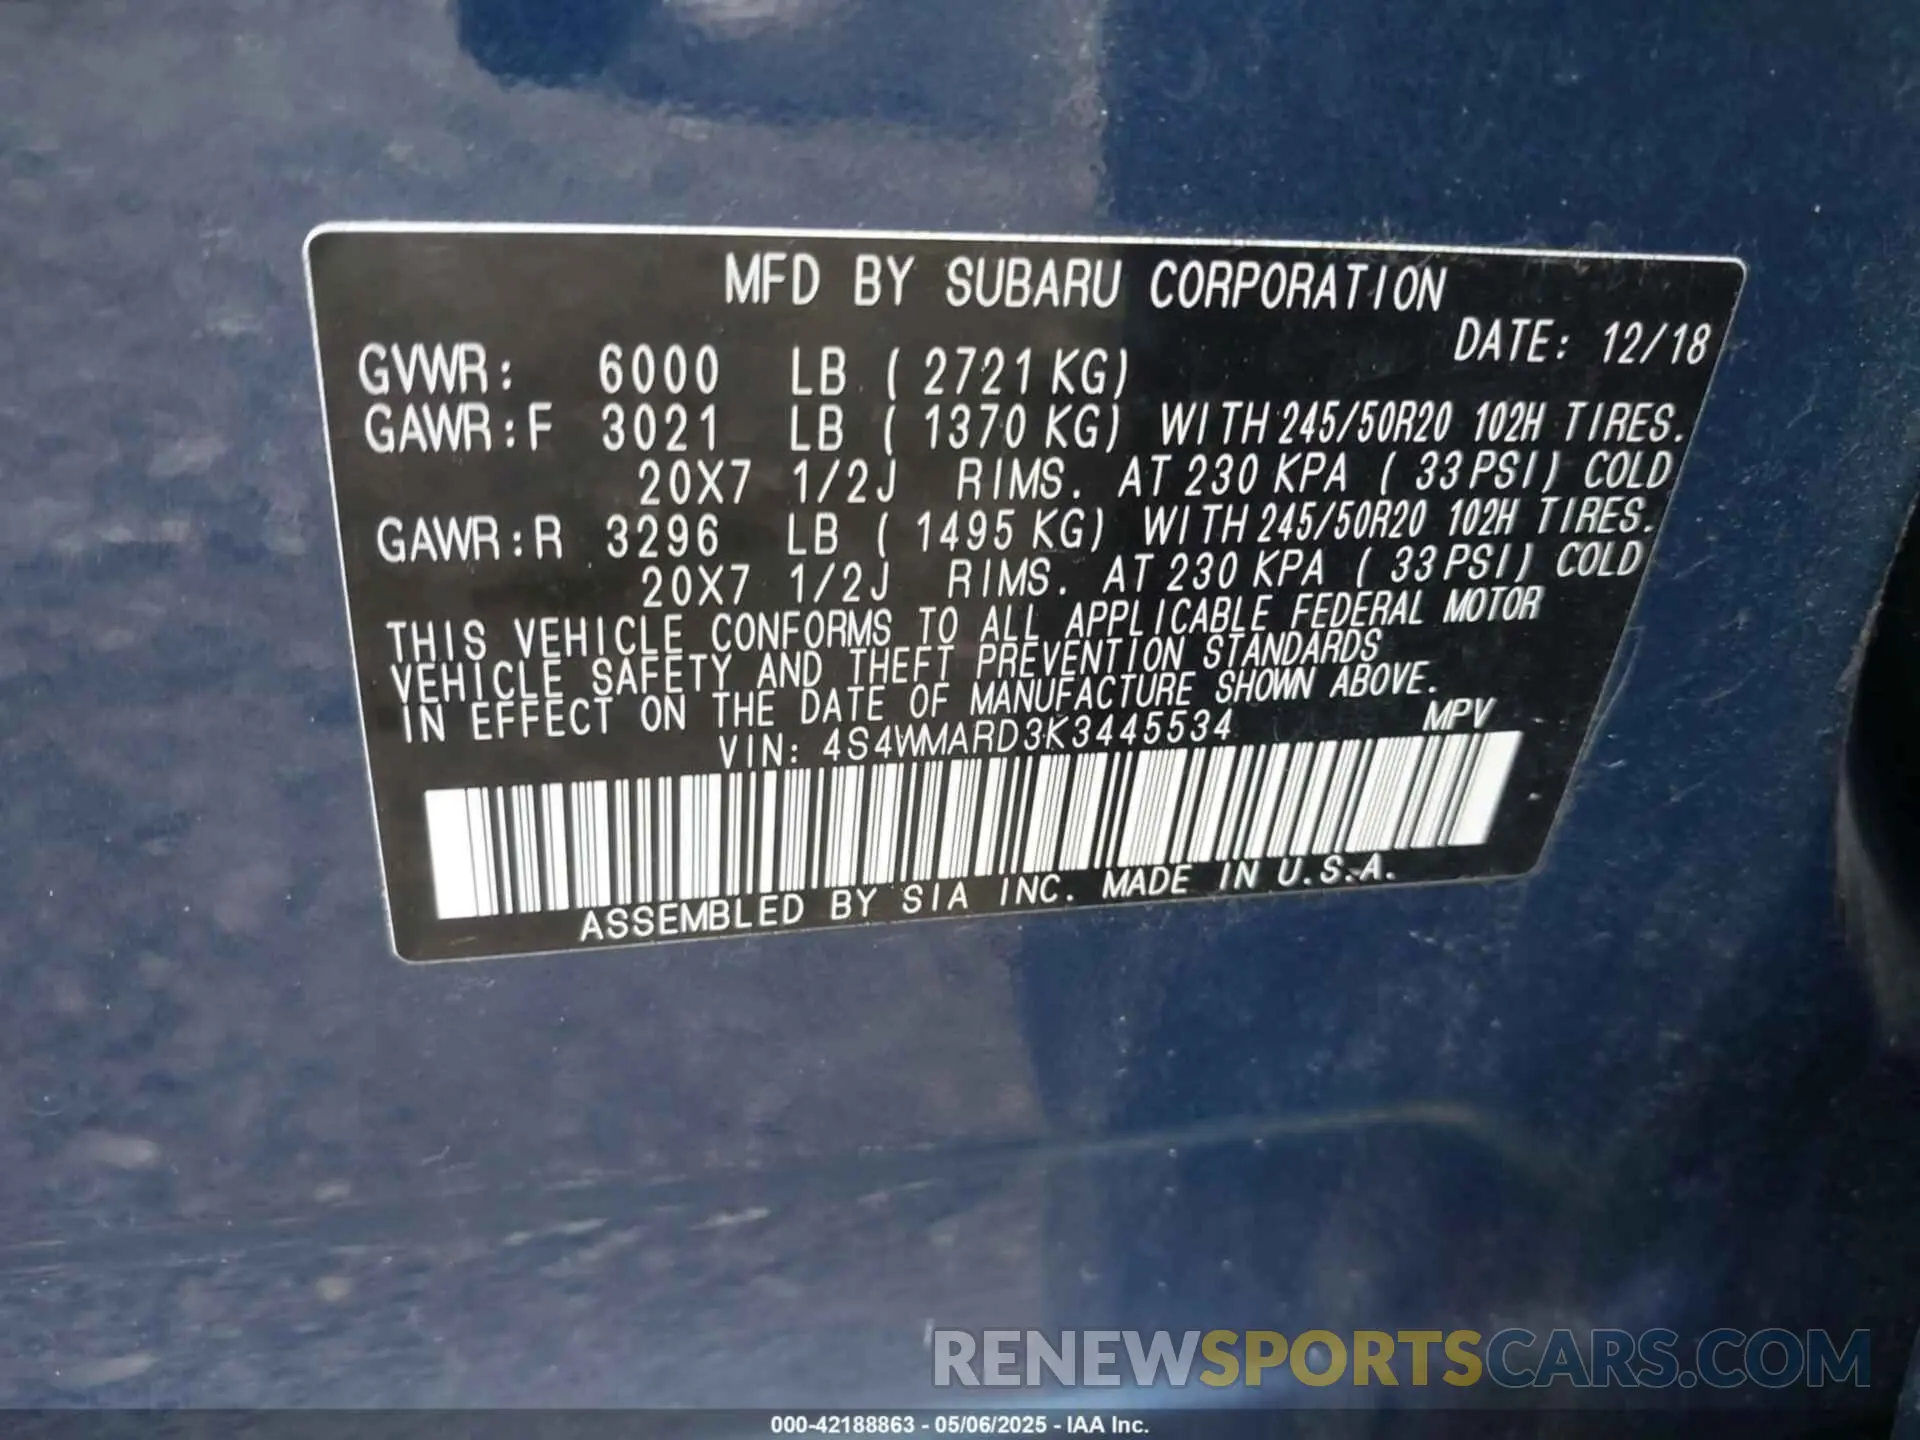 MFD BY SUBARU CORPORATION
DATE: 12/18
GVWR: 6000 LB ( 2721 KG)
GAWR:F 3021 LB ( 1370 KG) WITH 245/50R20 102H TIRES.
20X7 1/2J RIMS. AT 230 KPA ( 33 PSI) COLD
GAWR:R 3296 LB ( 1495 KG) WITH 245/50R20 102H TIRES.
20X7 1/2J RIMS. AT 230 KPA ( 33 PSI) COLD
THIS VEHICLE CONFORMS TO ALL APPLICABLE FEDERAL MOTOR
VEHICLE SAFETY AND THEFT PREVENTION STANDARDS
IN EFFECT ON THE DATE OF MANUFACTURE SHOWN ABOVE.
VIN: 4S4WMARD3K3445534 MPV
ASSEMBLED BY SIA INC. MADE IN U.S.A.
RENEWSPORTSCARS.COM
000-42188863 - 05/06/2025 - IAA Inc.